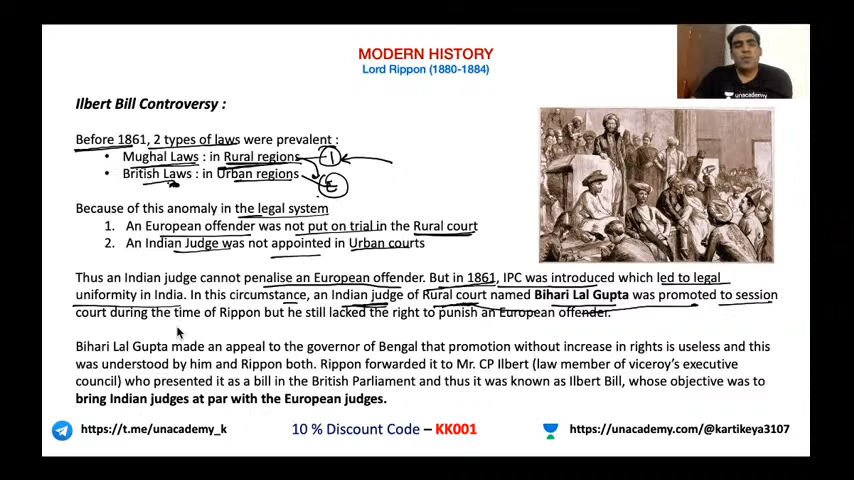 MODERN HISTORY
Lord Rippon (1880-1884)
unacademy
Ilbert Bill Controversy :
Before 1861, 2 types of laws were prevalent :
• Mughal Laws : in Rural regions
• British Laws : in Urban regions
Because of this anomaly in the legal system
1. An European offender was not put on trial in the Rural court
2. An Indian Judge was not appointed in Urban courts
Thus an Indian judge cannot penalise an European offender. But in 1861, IPC was introduced which led to legal
uniformity in India. In this circumstance, an Indian judge of Rural court named Bihari Lal Gupta was promoted to session
court during the time of Rippon but he still lacked the right to punish an European offender.
Bihari Lal Gupta made an appeal to the governor of Bengal that promotion without increase in rights is useless and this
was understood by him and Rippon both. Rippon forwarded it to Mr. CP Ilbert (law member of viceroy's executive
council) who presented it as a bill in the British Parliament and thus it was known as Ilbert Bill, whose objective was to
bring Indian judges at par with the European judges.
https://t.me/unacademy_k
10 % Discount Code – KK001
https://unacademy.com/@kartikeya3107